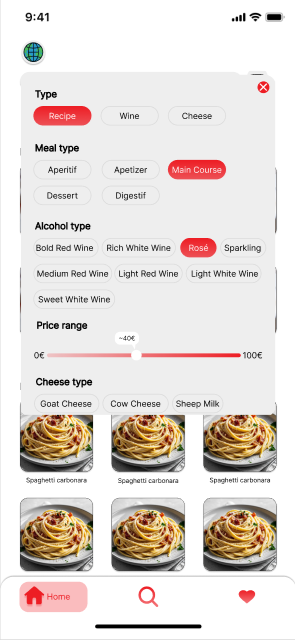 9:41
Type
Recipe Wine Cheese
Meal type
Aperitif Apetizer Main Course
Dessert Digestif
Alcohol type
Bold Red Wine Rich White Wine Rosé Sparkling
Medium Red Wine Light Red Wine Light White Wine
Sweet White Wine
Price range
~40€
0€ 100€
Cheese type
Goat Cheese Cow Cheese Sheep Milk
Spaghetti carbonara Spaghetti carbonara Spaghetti carbonara
Home